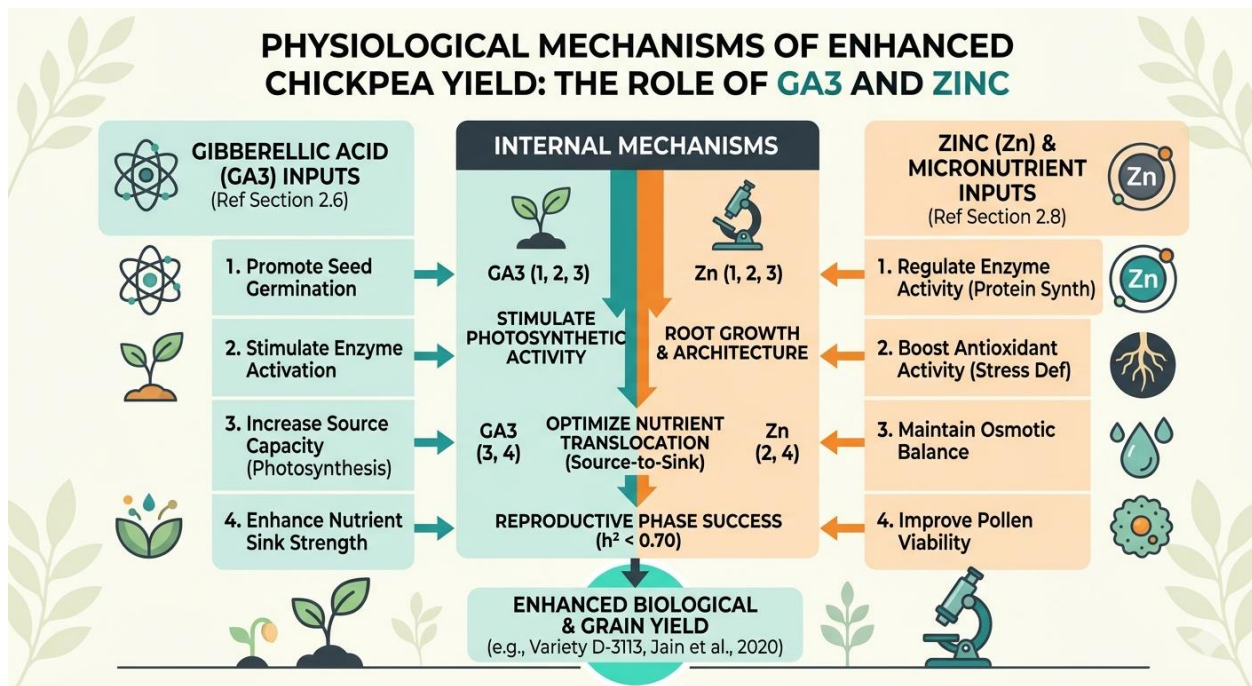 PHYSIOLOGICAL MECHANISMS OF ENHANCED
CHICKPEA YIELD: THE ROLE OF GA3 AND ZINC
GIBBERELLIC ACID
(GA3) INPUTS
(Ref Section 2.6)
1. Promote Seed
Germination
2. Stimulate Enzyme
Activation
3. Increase Source
Capacity
(Photosynthesis)
4. Enhance Nutrient
Sink Strength
INTERNAL MECHANISMS
GA3 (1, 2, 3)
Zn (1, 2, 3)
STIMULATE
PHOTOSYNTHETIC
ACTIVITY
ROOT GROWTH
& ARCHITECTURE
GA3
(3, 4)
OPTIMIZE NUTRIENT
TRANSLOCATION
(Source-to-Sink)
Zn
(2, 4)
REPRODUCTIVE PHASE SUCCESS
(h² < 0.70)
ENHANCED BIOLOGICAL
& GRAIN YIELD
(e.g., Variety D-3113, Jain et al., 2020)
ZINC (Zn) &
MICRONUTRIENT
INPUTS
(Ref Section 2.8)
Zn
1. Regulate Enzyme
Activity (Protein Synth)
Zn
2. Boost Antioxidant
Activity (Stress Def)
3. Maintain Osmotic
Balance
4. Improve Pollen
Viability